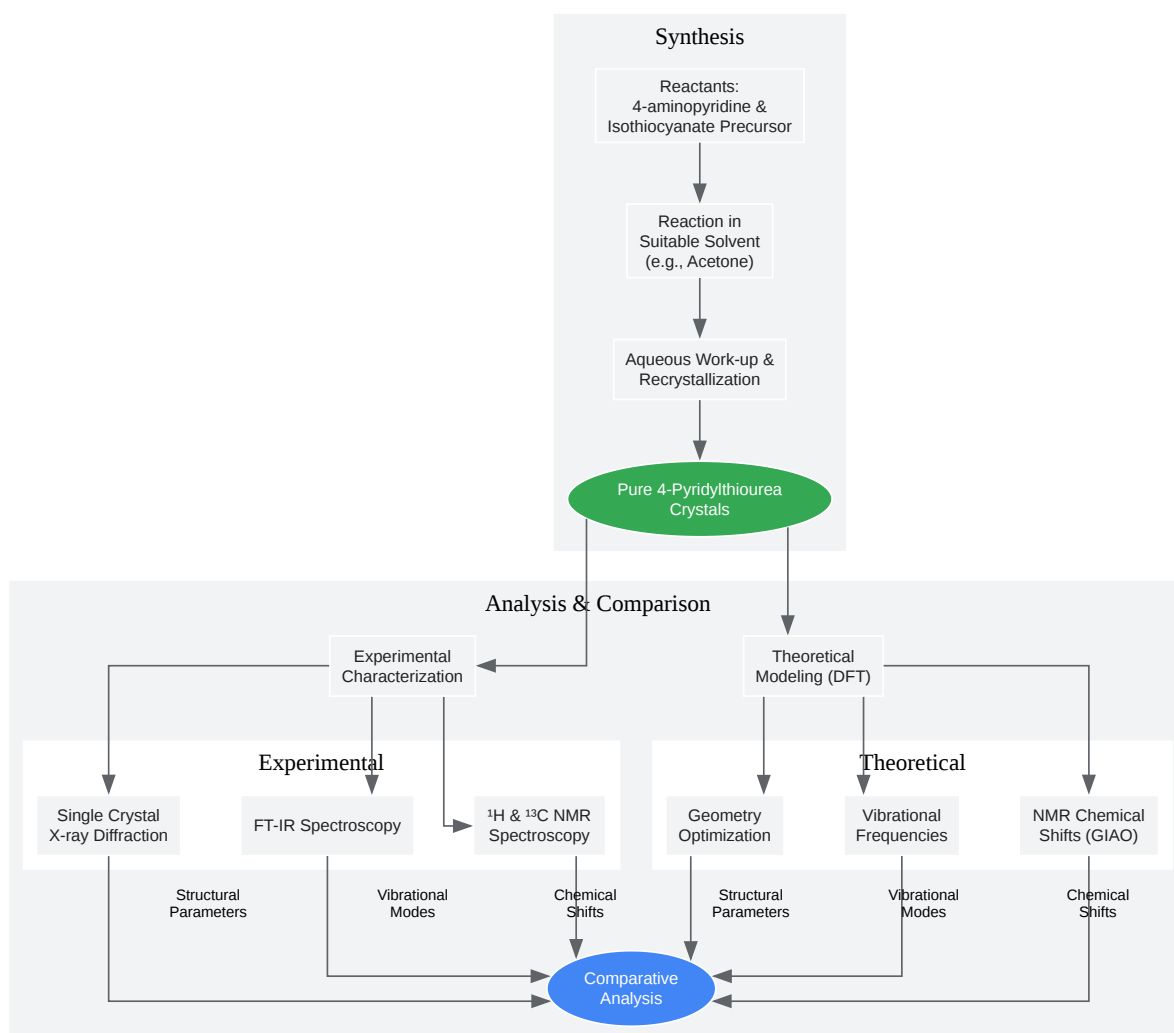 Synthesis
Reactants:
4-aminopyridine &
Isothiocyanate Precursor
Reaction in
Suitable Solvent
(e.g., Acetone)
Aqueous Work-up &
Recrystallization
Pure 4-Pyridylthiourea
Crystals
Analysis & Comparison
Experimental
Characterization
Theoretical
Modeling (DFT)
Experimental
Theoretical
Single Crystal
X-ray Diffraction
FT-IR Spectroscopy
¹H & ¹³C NMR
Spectroscopy
Geometry
Optimization
Vibrational
Frequencies
NMR Chemical
Shifts (GIAO)
Structural
Parameters
Vibrational
Modes
Chemical
Shifts
Structural
Parameters
Vibrational
Modes
Chemical
Shifts
Comparative
Analysis